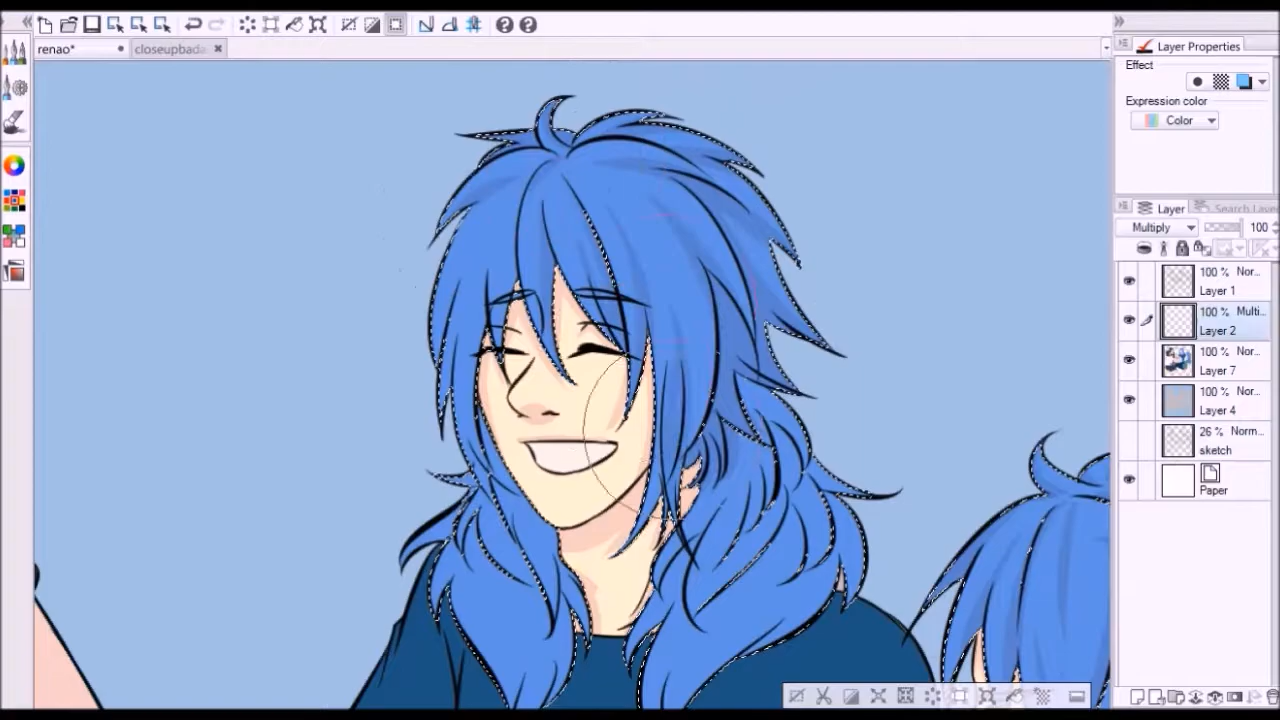 renao*
closeupbada
Layer Properties
Effect
Expression color
Color
Layer
Search Laye
Multiply
100
100 % Nor...
Layer 1
100 % Multi...
Layer 2
100 % Nor...
Layer 7
100 % Nor...
Layer 4
26 % Norm...
sketch
Paper